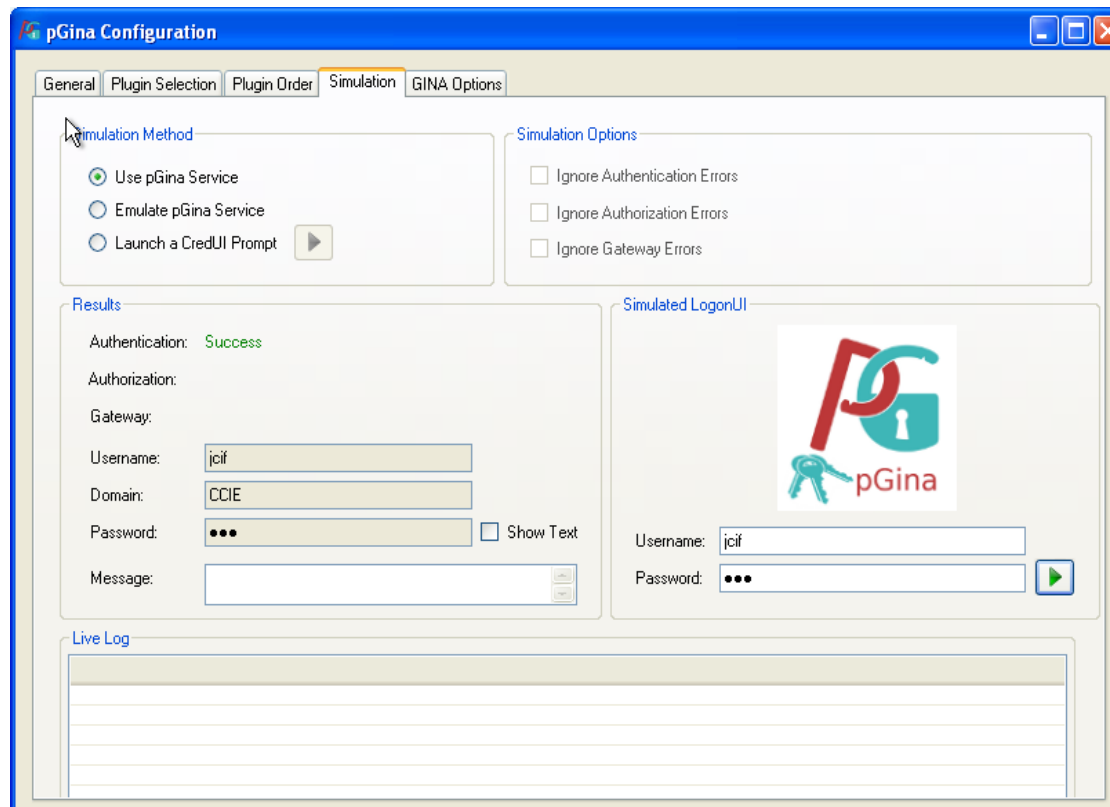 pGina Configuration
General Plugin Selection Plugin Order Simulation GINA Options
Simulation Method
Use pGina Service
Emulate pGina Service
Launch a CredUI Prompt
Simulation Options
Ignore Authentication Errors
Ignore Authorization Errors
Ignore Gateway Errors
Results
Authentication: Success
Authorization:
Gateway:
Username: jcif
Domain: CCIE
Password: ●●● Show Text
Message:
Simulated LogonUI
pGina
Username: jcif
Password: ●●●
Live Log